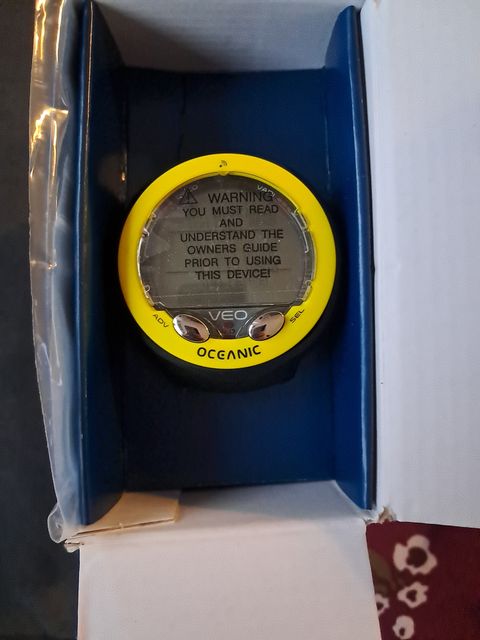 WARNING
YOU MUST READ
AND
UNDERSTAND THE
OWNERS GUIDE
PRIOR TO USING
THIS DEVICE!
VEO
ADV
SEL
OCEANIC